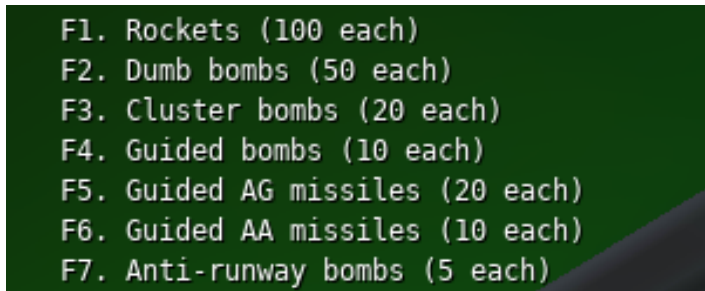 F1. Rockets (100 each)
F2. Dumb bombs (50 each)
F3. Cluster bombs (20 each)
F4. Guided bombs (10 each)
F5. Guided AG missiles (20 each)
F6. Guided AA missiles (10 each)
F7. Anti-runway bombs (5 each)